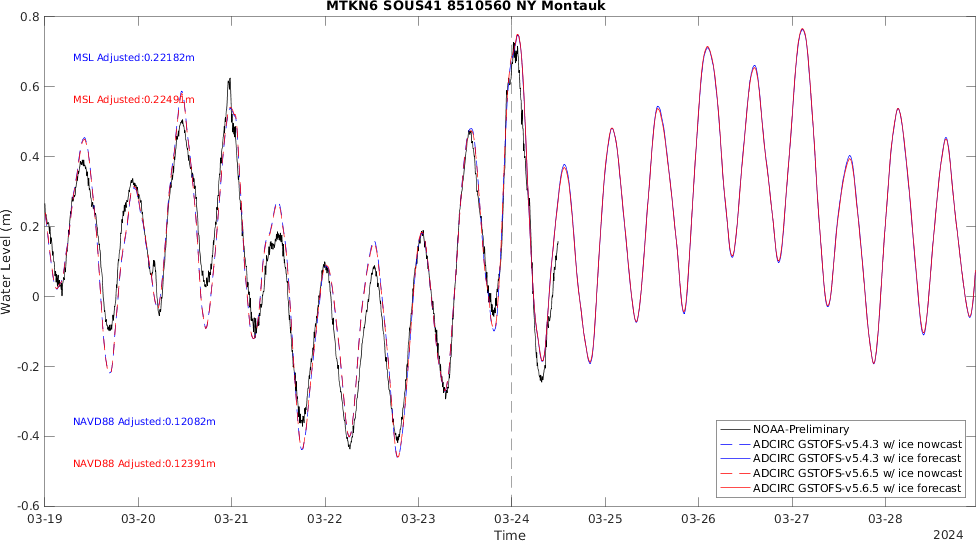 MTKN6 SOUS41 8510560 NY Montauk
0.8
0.6
0.4
0.2
0
-0.2
-0.4
-0.6
Water Level (m)
MSL Adjusted:0.22182m
MSL Adjusted:0.22491m
NAVD88 Adjusted:0.12082m
NAVD88 Adjusted:0.12391m
NOAA-Preliminary
ADCIRC GSTOFS-v5.4.3 w/ ice nowcast
ADCIRC GSTOFS-v5.4.3 w/ ice forecast
ADCIRC GSTOFS-v5.6.5 w/ ice nowcast
ADCIRC GSTOFS-v5.6.5 w/ ice forecast
03-19 03-20 03-21 03-22 03-23 03-24 03-25 03-26 03-27 03-28
Time
2024